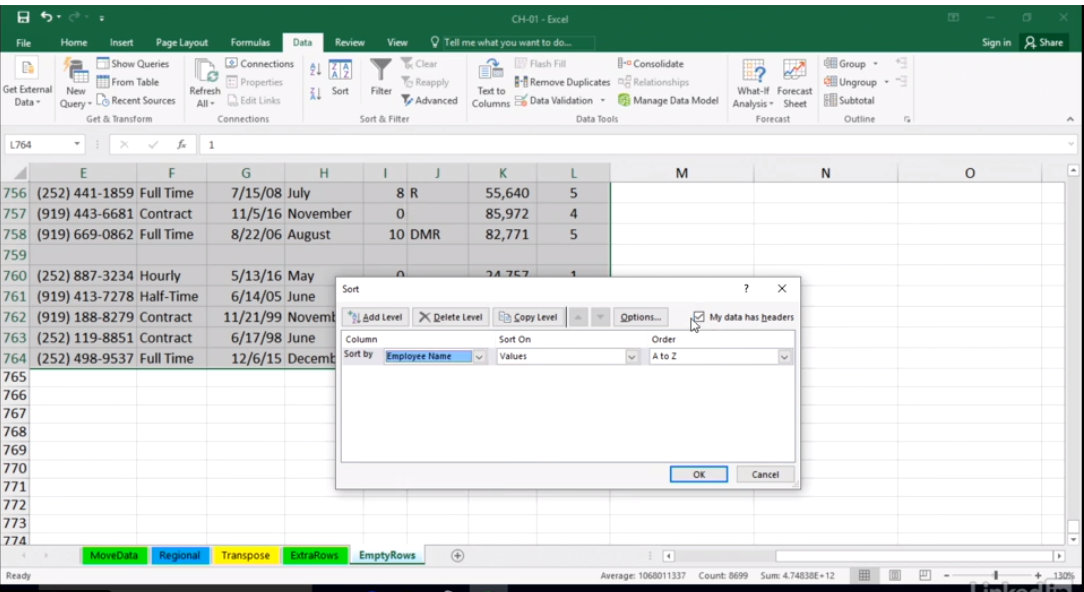 CH-01 - Excel
File Home Insert Page Layout Formulas Data Review View Tell me what you want to do... Sign in Share
Get External Data
New Query
Show Queries
From Table
Recent Sources
Get & Transform
Refresh All
Connections
Properties
Edit Links
Connections
Sort
Filter
Clear
Reapply
Advanced
Sort & Filter
Text to Columns
Flash Fill
Remove Duplicates
Data Validation
Consolidate
Relationships
Manage Data Model
Data Tools
What-If Analysis
Forecast Sheet
Forecast
Group
Ungroup
Subtotal
Outline
L764 fx 1
E F G H I J K L M N O
756 (252) 441-1859 Full Time 7/15/08 July 8 R 55,640 5
757 (919) 443-6681 Contract 11/5/16 November 0 85,972 4
758 (919) 669-0862 Full Time 8/22/06 August 10 DMR 82,771 5
759
760 (252) 887-3234 Hourly 5/13/16 May 0 24,757 1
761 (919) 413-7278 Half-Time 6/14/05 June
762 (919) 188-8279 Contract 11/21/99 Novemb
763 (252) 119-8851 Contract 6/17/98 June
764 (252) 498-9537 Full Time 12/6/15 Decemb
765
766
767
768
769
770
771
772
773
774
Sort ? ×
Add Level Delete Level Copy Level Options... My data has headers
Column Sort On Order
Sort by Employee Name Values A to Z
OK Cancel
MoveData Regional Transpose ExtraRows EmptyRows
Ready Average: 1068011337 Count: 8699 Sum: 4.74838E+12 130%